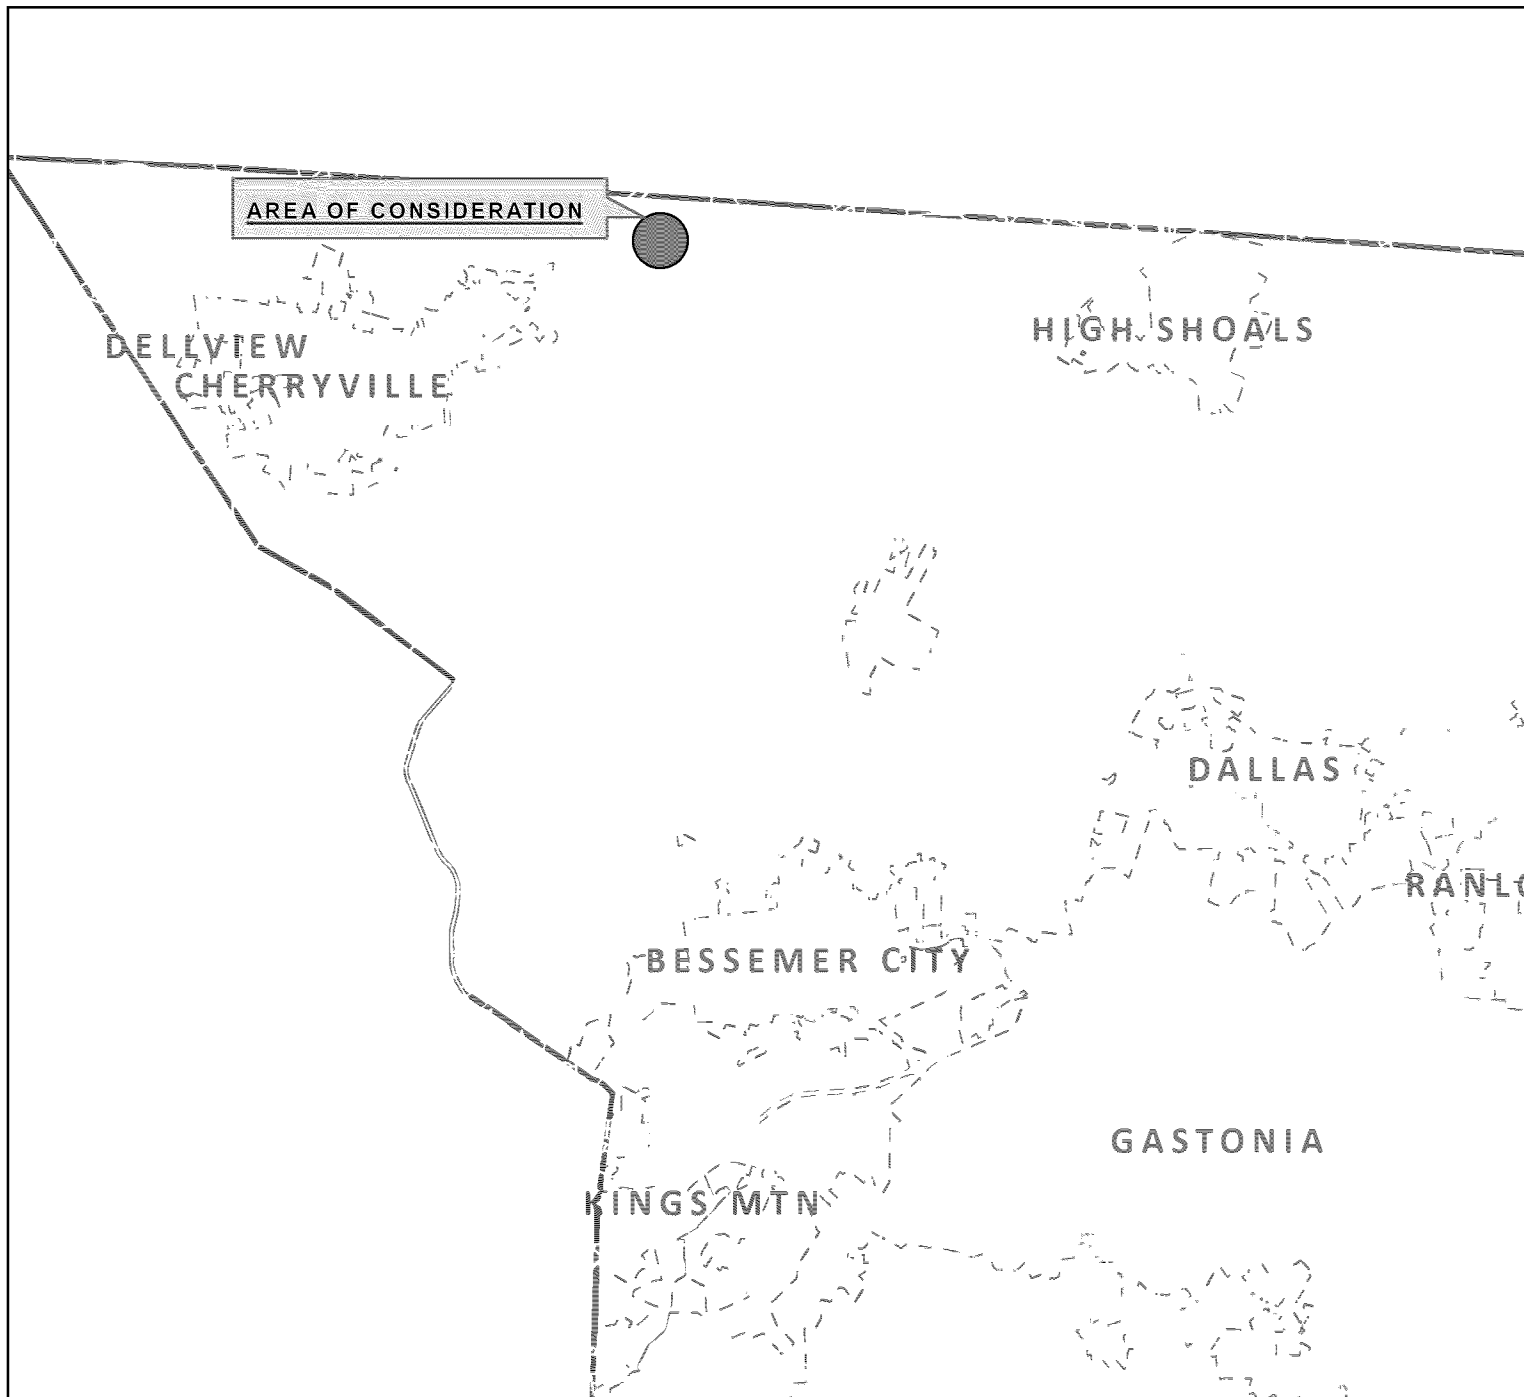 AREA OF CONSIDERATION
HIGH SHOALS
DELLVIEW
CHERRYVILLE
DALLAS
BESSEMER CITY
GASTONIA
KINGS MTN